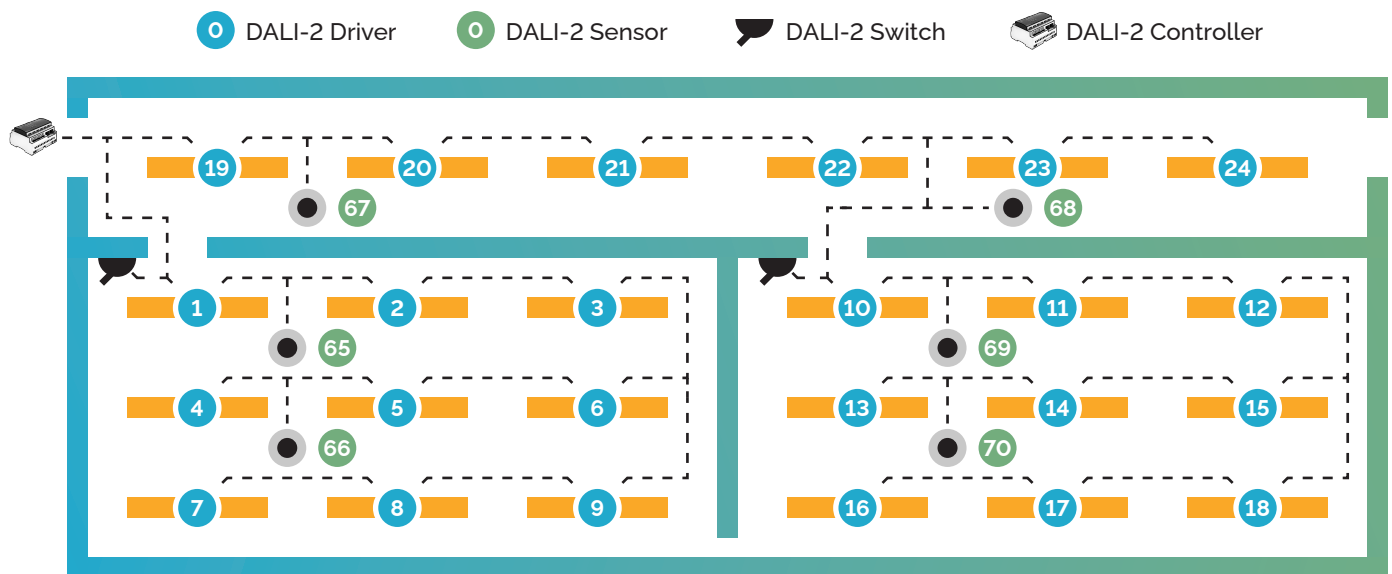 0 DALI-2 Driver 0 DALI-2 Sensor DALI-2 Switch DALI-2 Controller
19 20 21 22 23 24
67 68
1 2 3 10 11 12
65 69
4 5 6 13 14 15
66 70
7 8 9 16 17 18